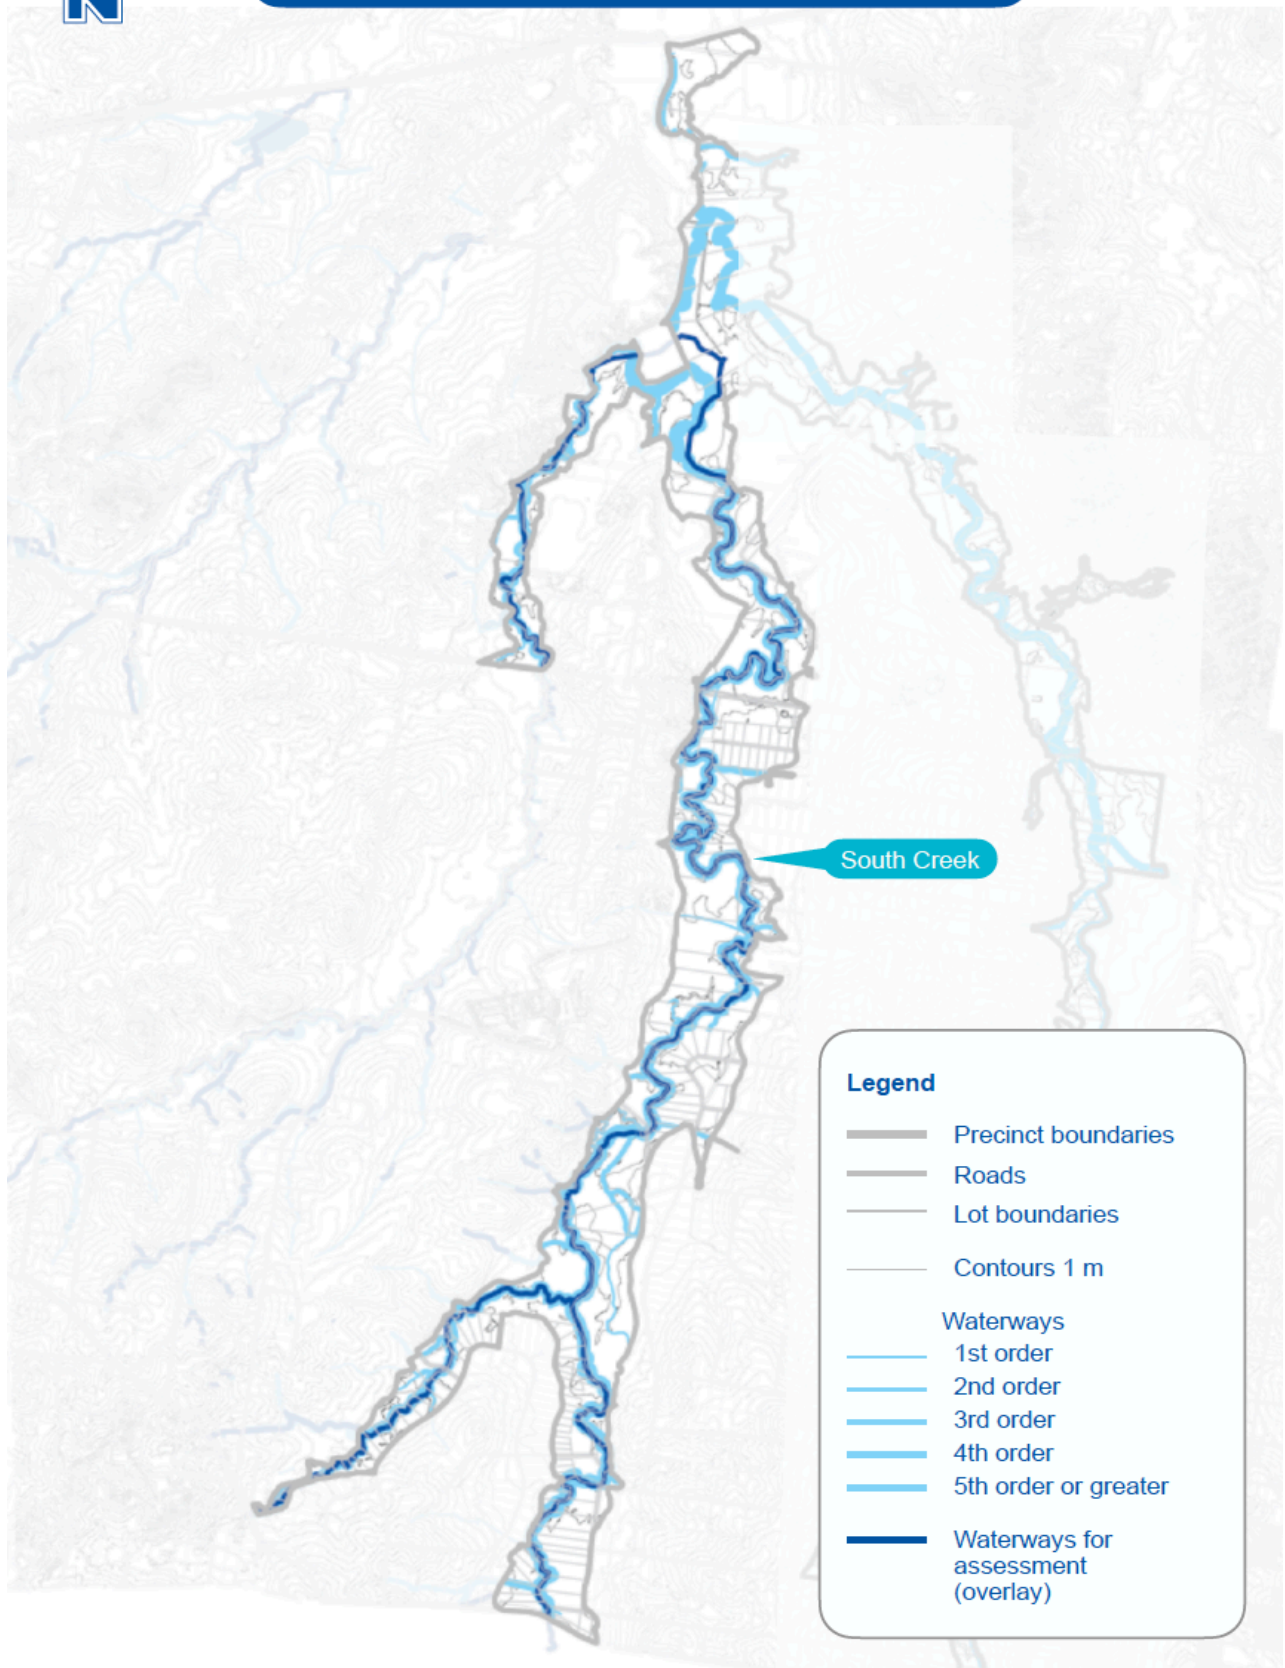 N
South Creek
Legend
Precinct boundaries
Roads
Lot boundaries
Contours 1 m
Waterways
1st order
2nd order
3rd order
4th order
5th order or greater
Waterways for
assessment
(overlay)